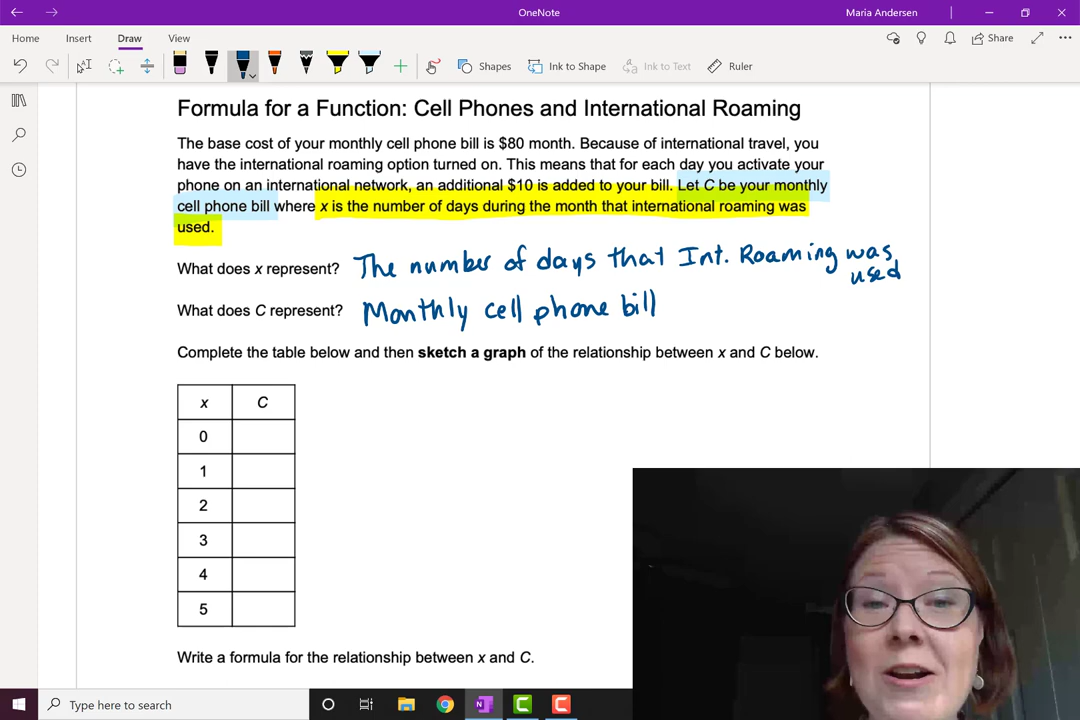 OneNote
Maria Andersen
Home Insert Draw View
Share
Shapes
Ink to Shape
Ink to Text
Ruler
Formula for a Function: Cell Phones and International Roaming
The base cost of your monthly cell phone bill is $80 month. Because of international travel, you
have the international roaming option turned on. This means that for each day you activate your
phone on an international network, an additional $10 is added to your bill. Let C be your monthly
cell phone bill where x is the number of days during the month that international roaming was
used.
What does x represent? The number of days that Int. Roaming was
used
What does C represent? Monthly cell phone bill
Complete the table below and then sketch a graph of the relationship between x and C below.
x C
0
1
2
3
4
5
Write a formula for the relationship between x and C.
Type here to search